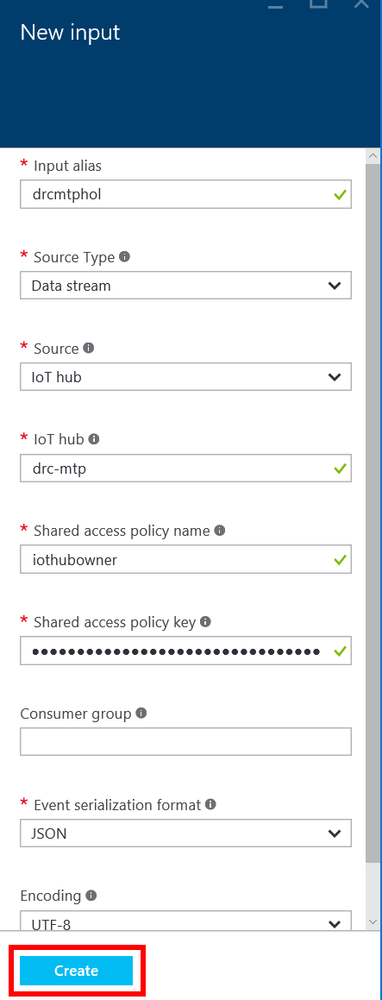 New input
* Input alias
drcmtphol
* Source Type
Data stream
* Source
IoT hub
* IoT hub
drc-mtp
* Shared access policy name
iothubowner
* Shared access policy key
••••••••••••••••••••••••••••••••
Consumer group
* Event serialization format
JSON
Encoding
UTF-8
Create